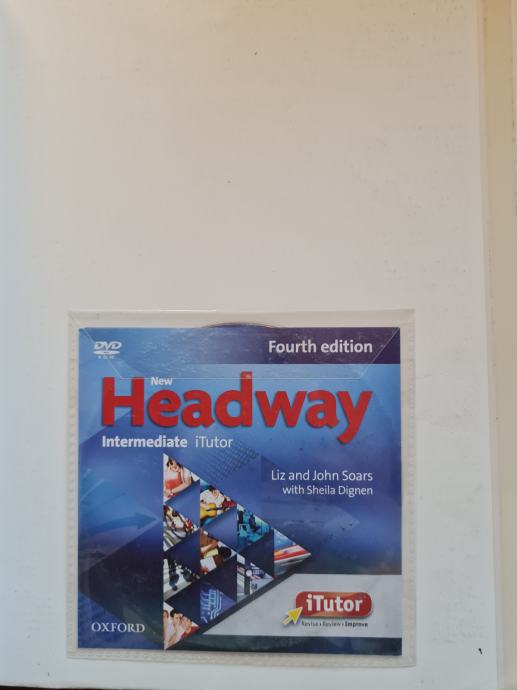 DVD
Fourth edition
New
Headway
Intermediate iTutor
Liz and John Soars
with Sheila Dignen
iTutor
Revise • Review • Improve
OXFORD